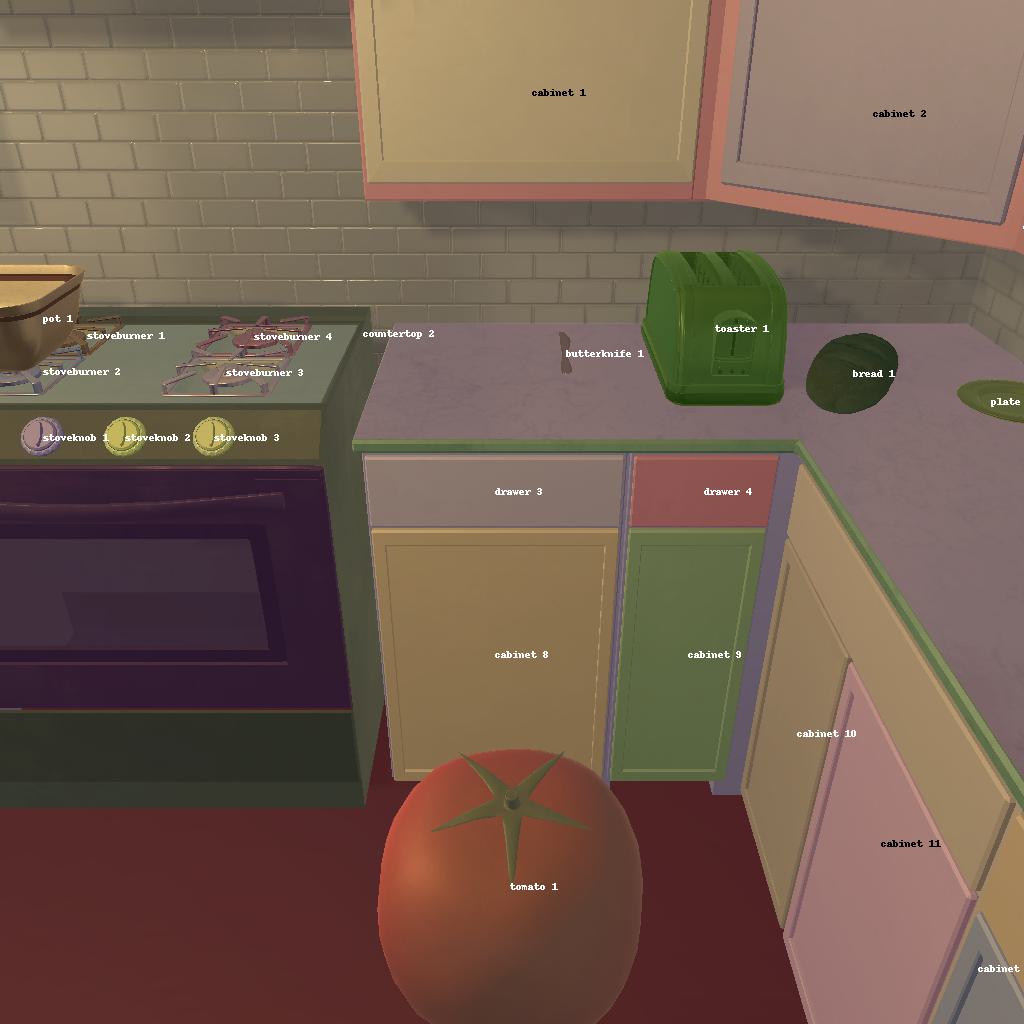 cabinet 1
cabinet 2
pot 1
stoveburner 1
stoveburner 4
countertop 2
toaster 1
butterknife 1
stoveburner 2
stoveburner 3
bread 1
plate
stoveknob 1
stoveknob 2
stoveknob 3
drawer 3
drawer 4
cabinet 8
cabinet 9
cabinet 10
cabinet 11
tomato 1
cabinet